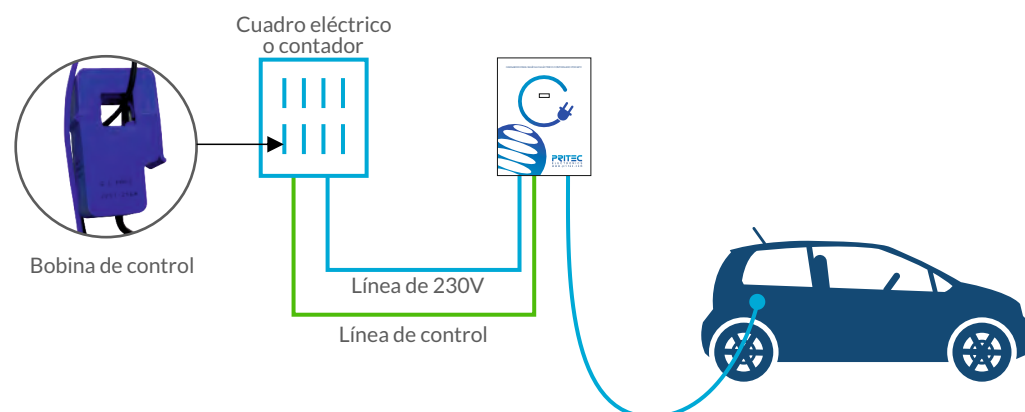 Cuadro eléctrico
o contador
PRITEC
Bobina de control
Línea de 230V
Línea de control